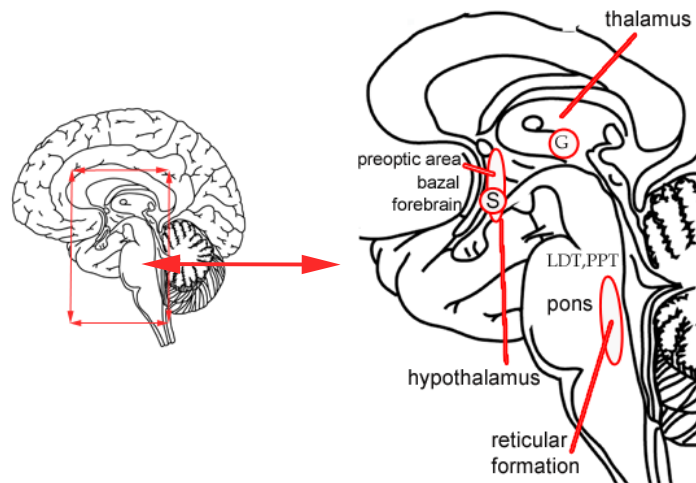 thalamus
G
preoptic area
bazal
forebrain
S
LDT,PPT
pons
hypothalamus
reticular
formation